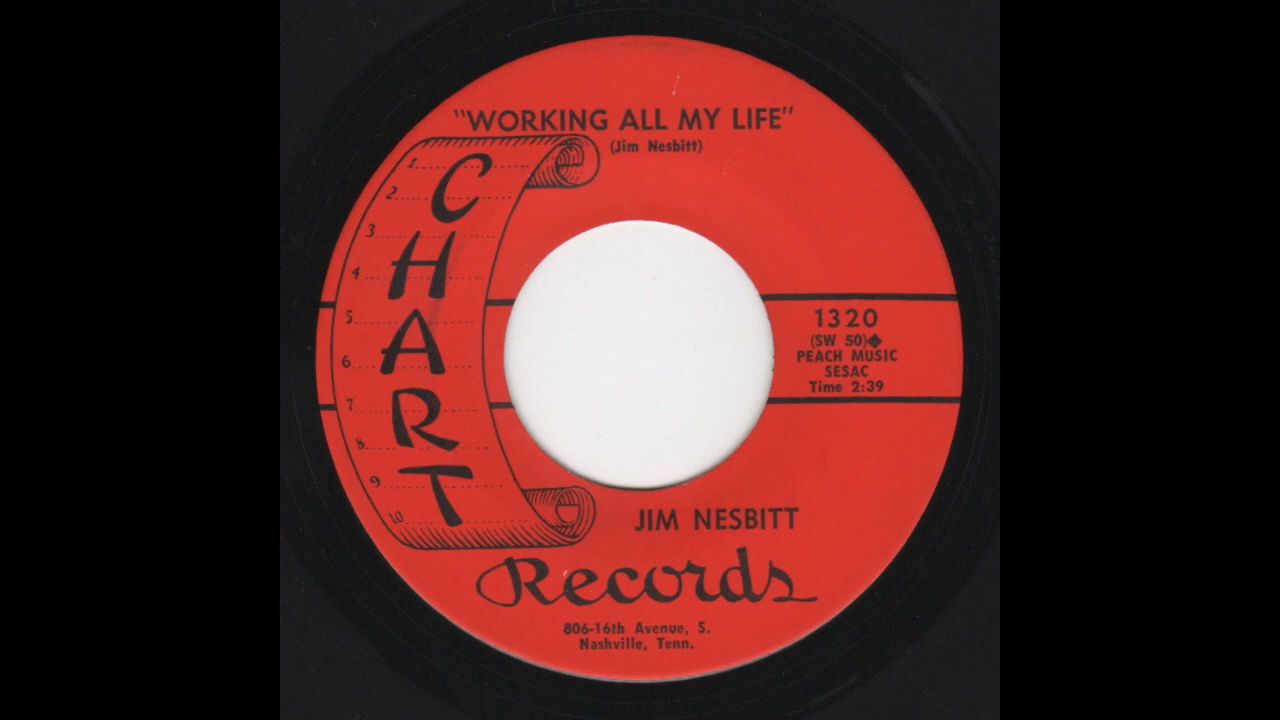 "WORKING ALL MY LIFE"
(Jim Nesbitt)
CHART
1
2
3
4
5
6
7
8
9
10
1320
(SW 50)◆
PEACH MUSIC
SESAC
Time 2:39
JIM NESBITT
Records
806-16th Avenue, S.
Nashville, Tenn.